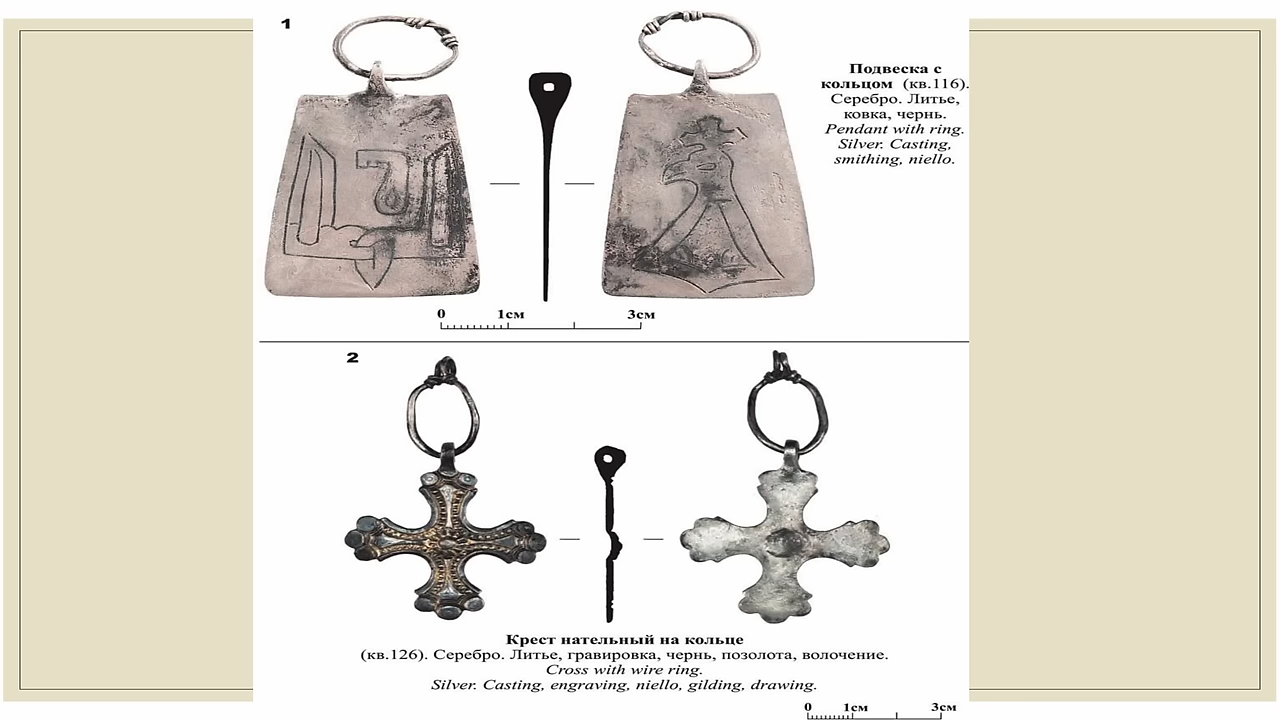 1
Подвеска с
кольцом (кв.116).
Серебро. Литье,
ковка, чернь.
Pendant with ring.
Silver. Casting,
smithing, niello.
0 1см 3см
2
Крест нательный на кольце
(кв.126). Серебро. Литье, гравировка, чернь, позолота, волочение.
Cross with wire ring.
Silver. Casting, engraving, niello, gilding, drawing.
0 1см 3см